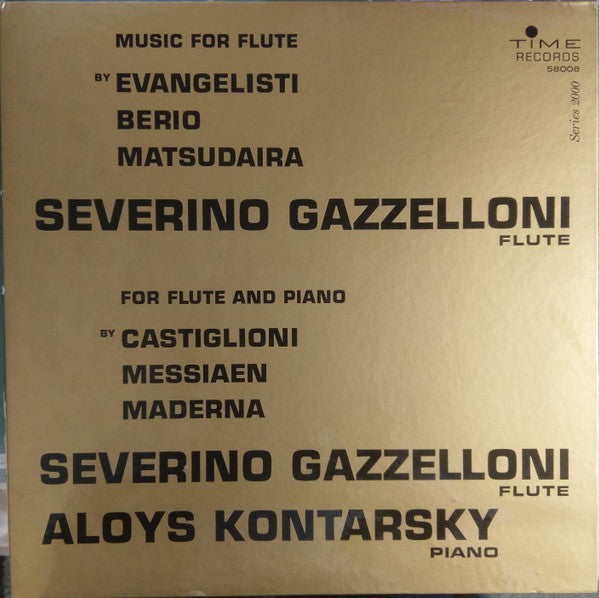 MUSIC FOR FLUTE
BY EVANGELISTI
BERIO
MATSUDAIRA
SEVERINO GAZZELLONI
FLUTE
FOR FLUTE AND PIANO
BY CASTIGLIONI
MESSIAEN
MADERNA
SEVERINO GAZZELLONI
FLUTE
ALOYS KONTARSKY
PIANO
TIME
RECORDS
58008
Series 2000